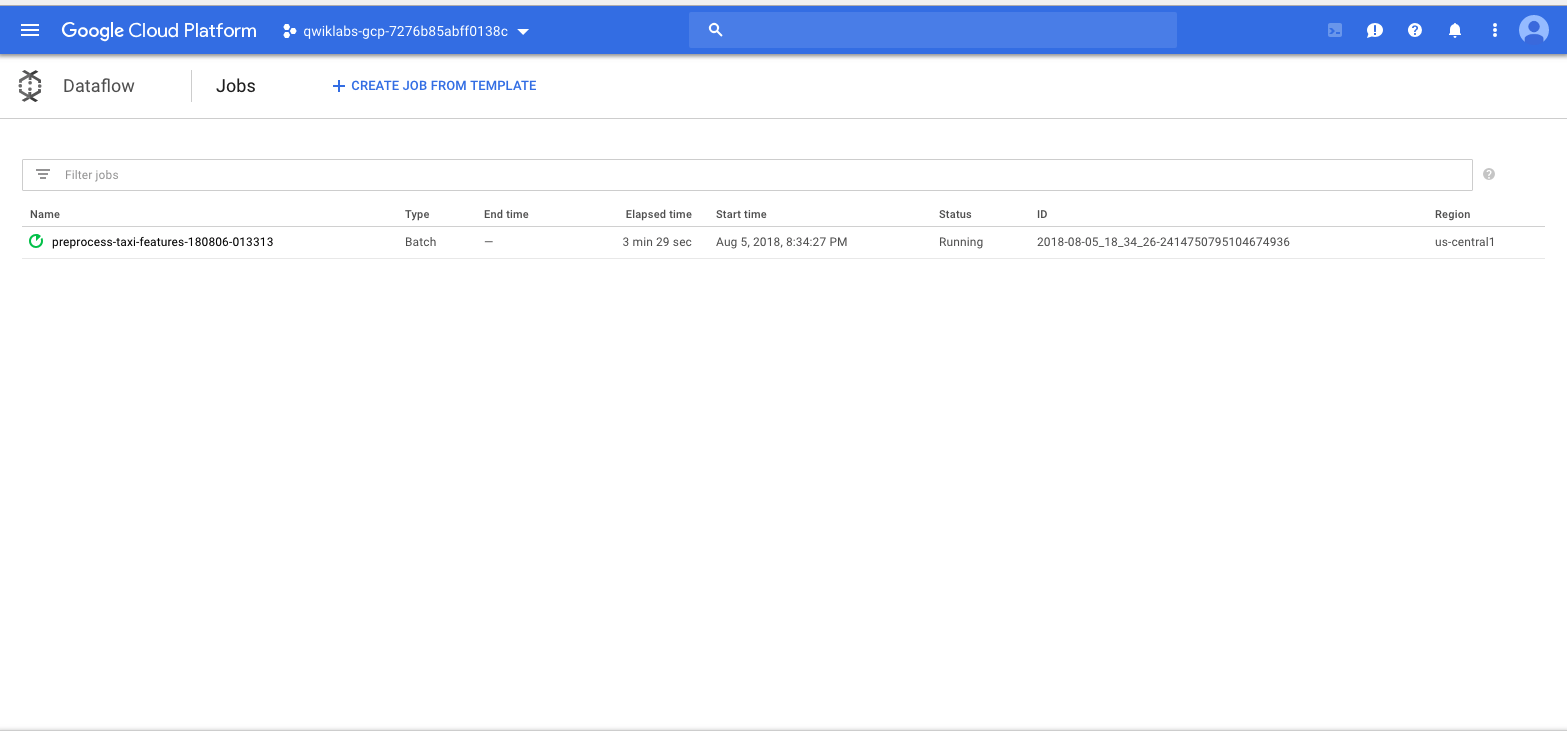 Google Cloud Platform qwiklabs-gcp-7276b85abff0138c
Dataflow Jobs CREATE JOB FROM TEMPLATE
Filter jobs
Name Type End time Elapsed time Start time Status ID Region
preprocess-taxi-features-180806-013313 Batch — 3 min 29 sec Aug 5, 2018, 8:34:27 PM Running 2018-08-05_18_34_26-2414750795104674936 us-central1